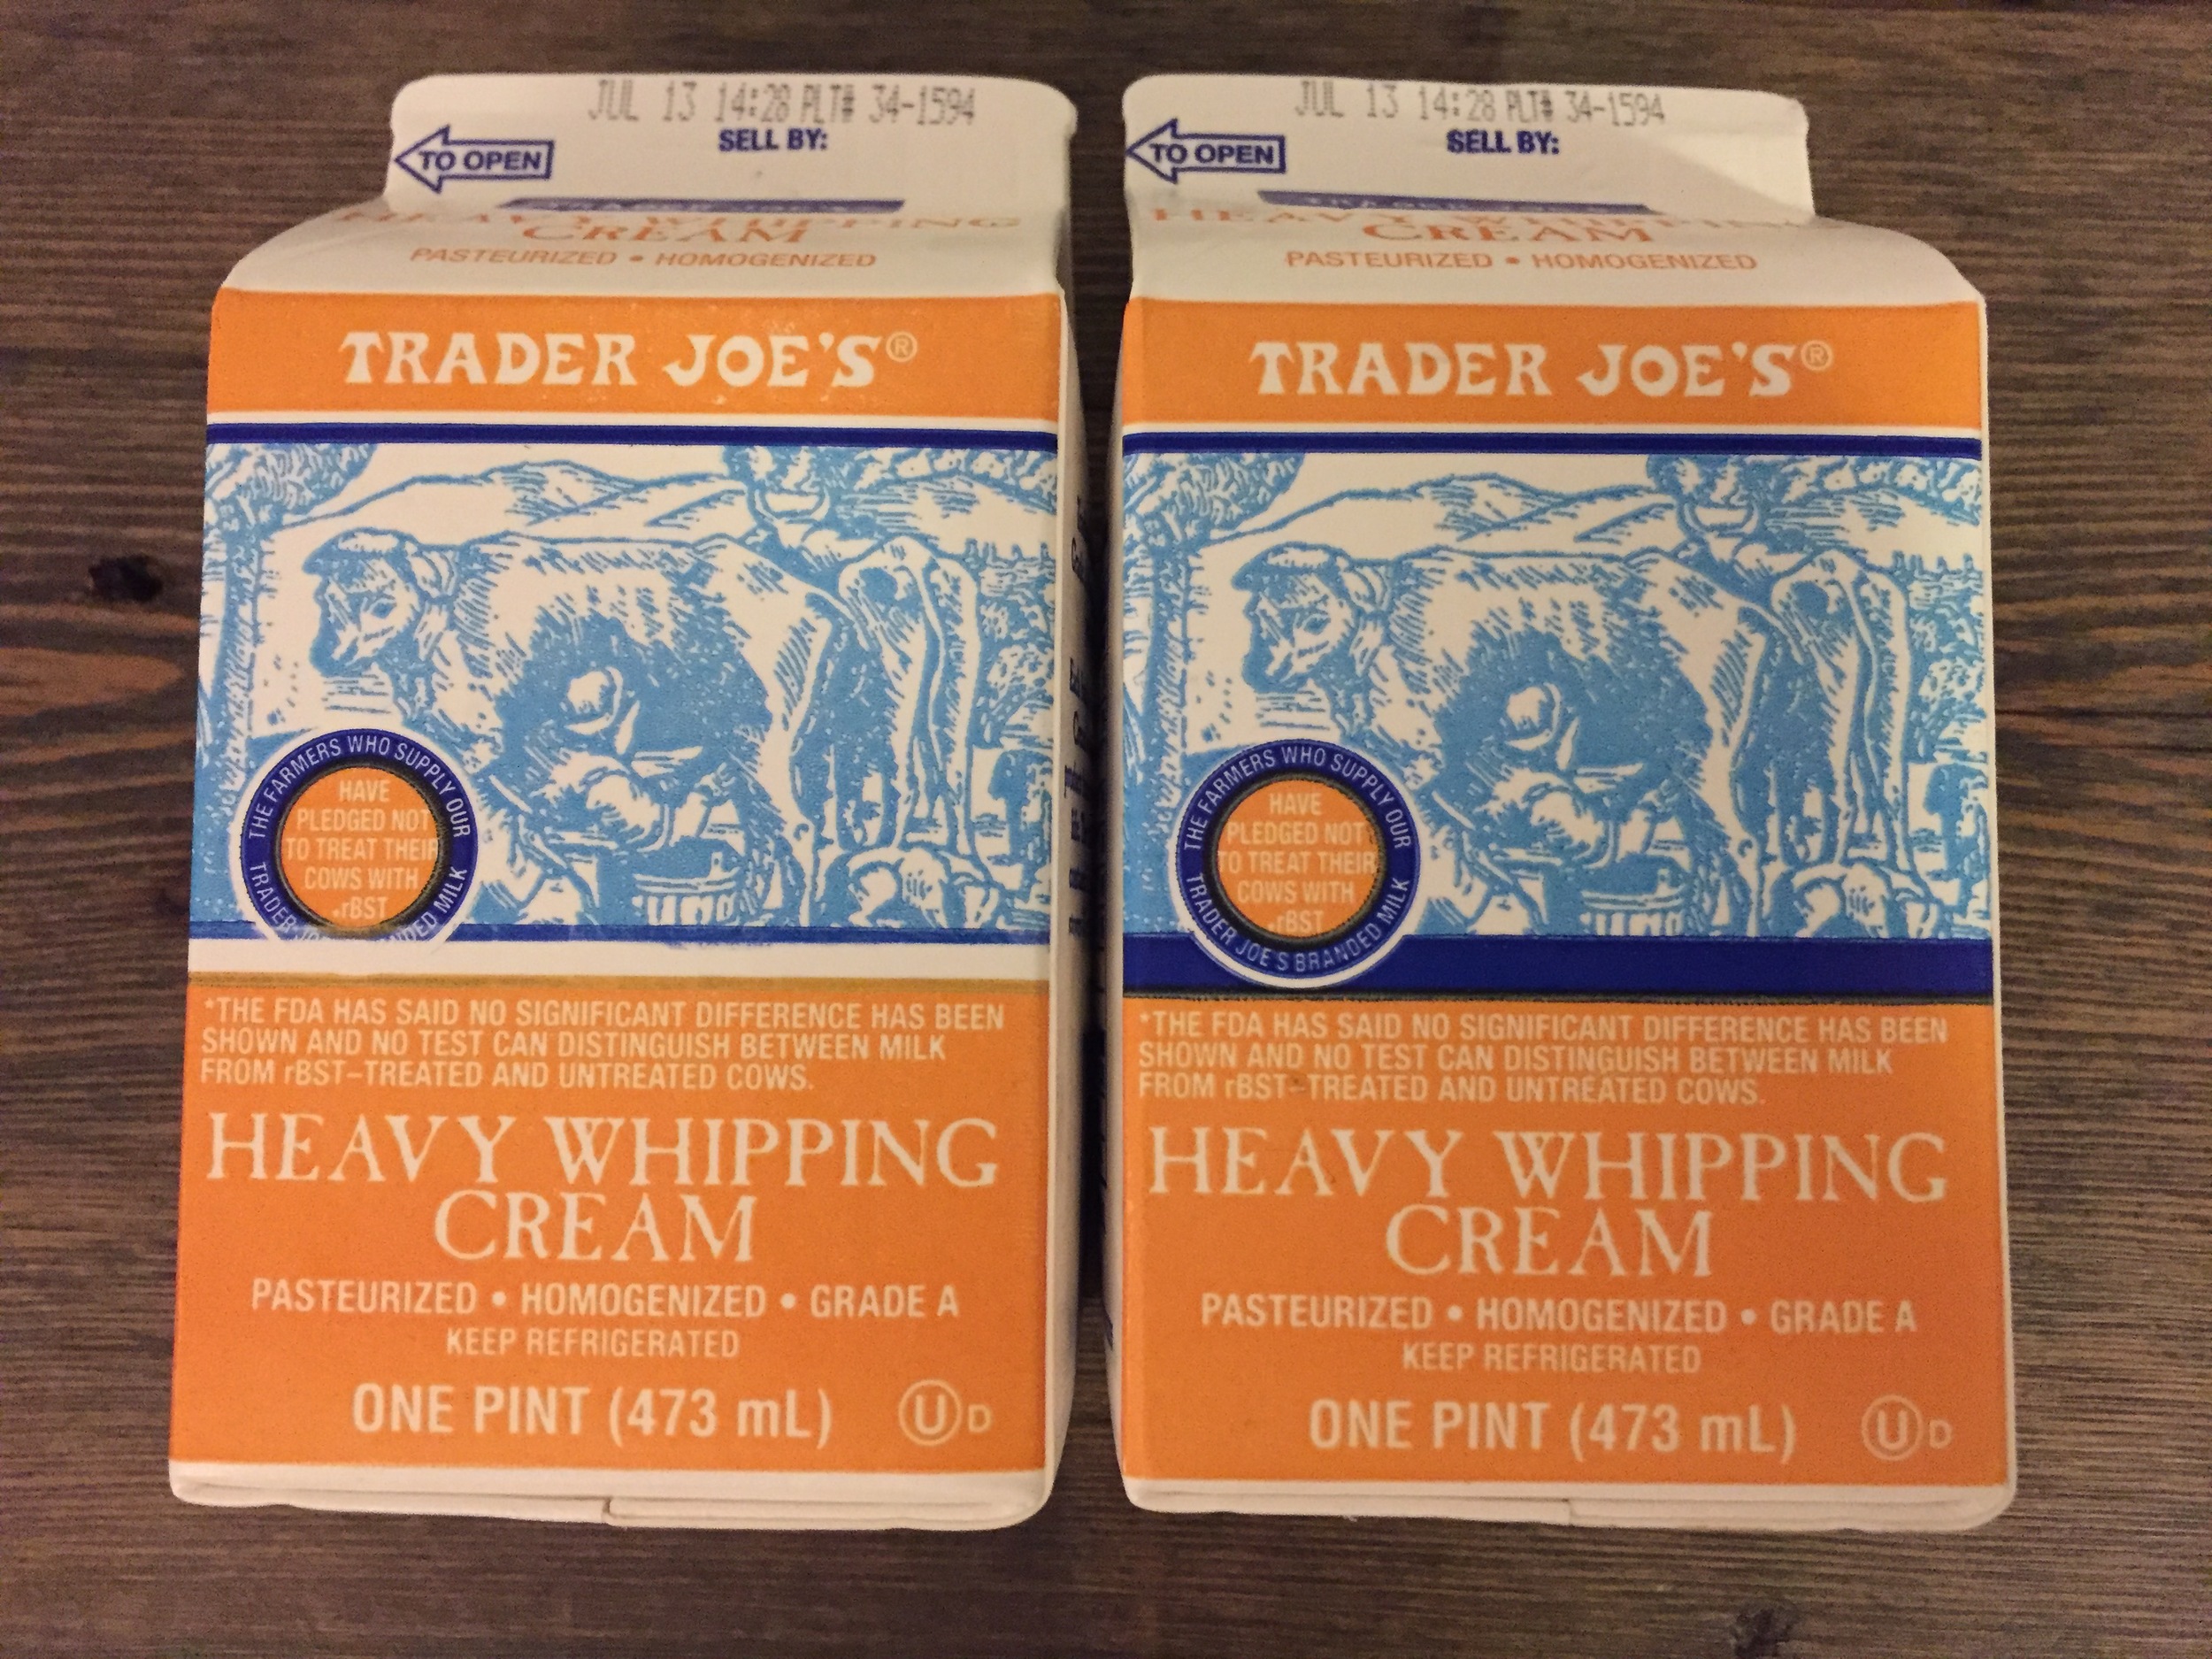 JUL 13 14:28 PLT# 34-1594
SELL BY:
TO OPEN
HEAVY WHIPPING
CREAM
PASTEURIZED • HOMOGENIZED
TRADER JOE'S®
THE FARMERS WHO SUPPLY OUR
HAVE
PLEDGED NOT
TO TREAT THEIR
COWS WITH
rBST
TRADER
*THE FDA HAS SAID NO SIGNIFICANT DIFFERENCE HAS BEEN
SHOWN AND NO TEST CAN DISTINGUISH BETWEEN MILK
FROM rBST-TREATED AND UNTREATED COWS.
HEAVY WHIPPING
CREAM
PASTEURIZED • HOMOGENIZED • GRADE A
KEEP REFRIGERATED
ONE PINT (473 mL)
U D
JUL 13 14:28 PLT# 34-1594
SELL BY:
TO OPEN
HEAVY WHIPPING
CREAM
PASTEURIZED • HOMOGENIZED
TRADER JOE'S®
THE FARMERS WHO SUPPLY OUR
HAVE
PLEDGED NOT
TO TREAT THEIR
COWS WITH
rBST
TRADER JOE'S BRANDED MILK
*THE FDA HAS SAID NO SIGNIFICANT DIFFERENCE HAS BEEN
SHOWN AND NO TEST CAN DISTINGUISH BETWEEN MILK
FROM rBST-TREATED AND UNTREATED COWS.
HEAVY WHIPPING
CREAM
PASTEURIZED • HOMOGENIZED • GRADE A
KEEP REFRIGERATED
ONE PINT (473 mL)
U D